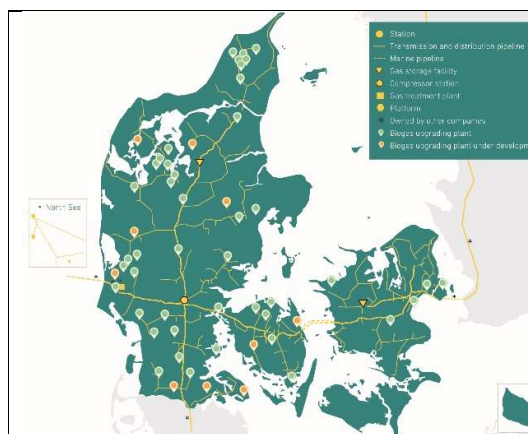 Station
Transmission and distribution pipeline
Marine pipeline
Gas storage facility
Compressor station
Gas treatment plant
Platform
Owned by other companies
Biogas upgrading plant
Biogas upgrading plant under developm
North Sea